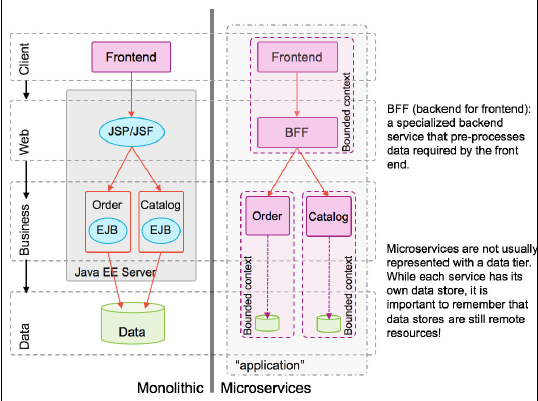 Client
Web
Business
Data
Frontend
JSP/JSF
Order
Catalog
EJB
EJB
Java EE Server
Data
Monolithic
Frontend
BFF
Bounded context
Order
Catalog
Bounded context
Bounded context
“application”
Microservices
BFF (backend for frontend):
a specialized backend
service that pre-processes
data required by the front
end.
Microservices are not usually
represented with a data tier.
While each service has its
own data store, it is
important to remember that
data stores are still remote
resources!